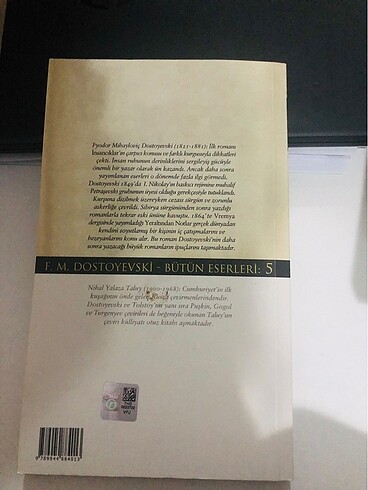 Fyodor Mihayloviç Dostoyevski (1821-1881): İlk romanı
İnsancıklar'ın çarpıcı konusu ve farklı kurgusuyla dikkatleri
çekti. İnsan ruhunun derinliklerini sergileyiş gücüyle
önemli bir yazar olarak ün kazandı. Ancak daha sonra
yayımlanan eserleri o dönemde fazla ilgi görmedi.
Dostoyevski 1849'da I. Nikolay'ın baskıcı rejimine muhalif
Petraşevski grubunun üyesi olduğu gerekçesiyle tutuklandı.
Kurşuna dizilmek üzereyken cezası sürgün ve zorunlu
askerliğe çevrildi. Sibirya sürgününden sonra yazdığı
romanlarla tekrar eski ününe kavuştu. 1864'te Vremya
dergisinde yayımladığı Yeraltından Notlar gerçek dünyadan
kendini soyutlamış bir kişinin iç çatışmalarını ve
hezeyanlarını konu alır. Bu roman Dostoyevski'nin daha
sonra yazacağı büyük romanların ipuçlarını taşımaktadır.
F. M. DOSTOYEVSKİ - BÜTÜN ESERLERİ: 5
Nihal Yalaza Taluy (1900-1968): Cumhuriyet'in ilk
kuşağının önde gelen Rusça çevirmenlerindendir.
Dostoyevski ve Tolstoy'un yanı sıra Puşkin, Gogol
ve Turgenyev çevirileri de beğeniyle okunan Taluy'un
çeviri külliyatı otuz kitabı aşmaktadır.